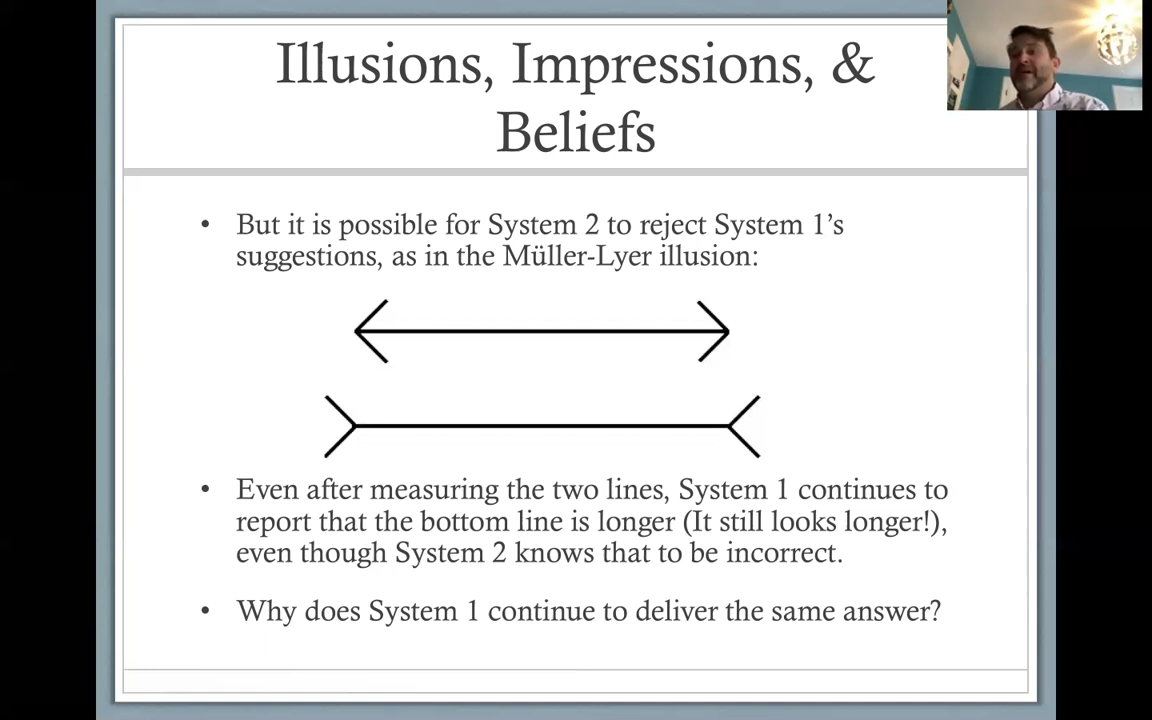 Illusions, Impressions, &
Beliefs
• But it is possible for System 2 to reject System 1’s
suggestions, as in the Müller-Lyer illusion:
• Even after measuring the two lines, System 1 continues to
report that the bottom line is longer (It still looks longer!),
even though System 2 knows that to be incorrect.
• Why does System 1 continue to deliver the same answer?